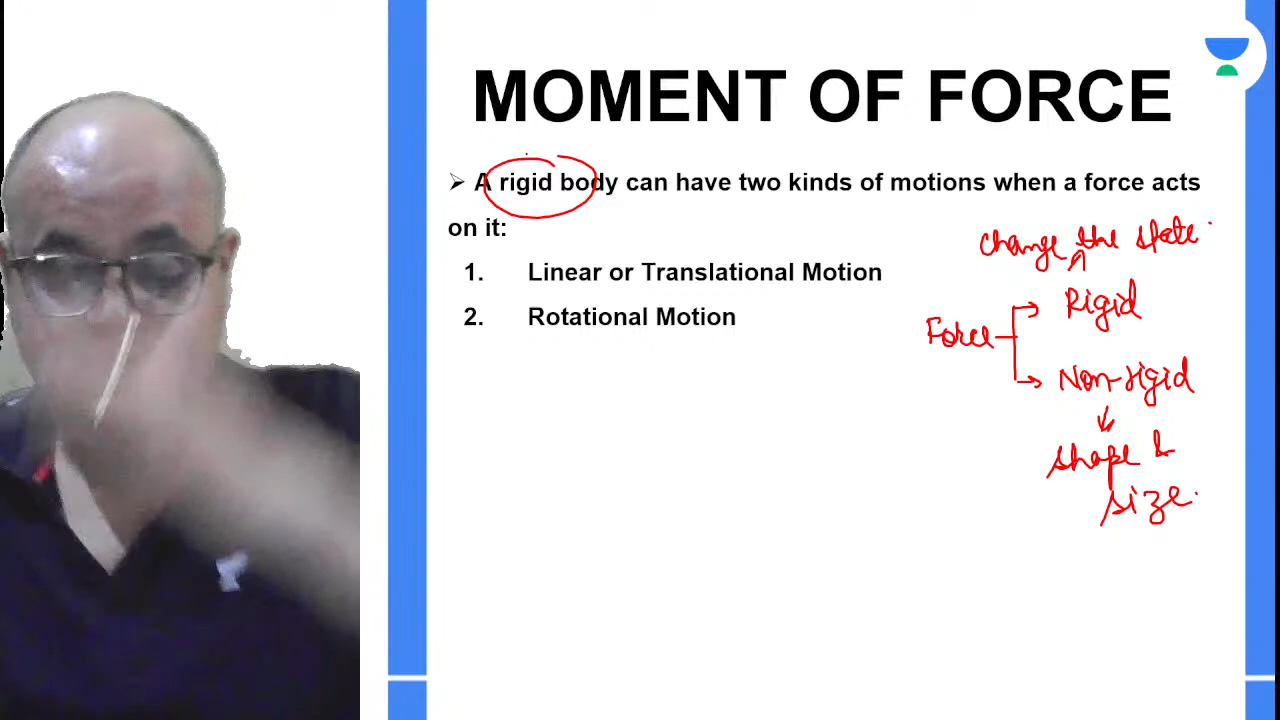 MOMENT OF FORCE
➢ A rigid body can have two kinds of motions when a force acts
on it:
1. Linear or Translational Motion
2. Rotational Motion
Change the state.
Rigid
Force
Non-rigid
shape &
size.